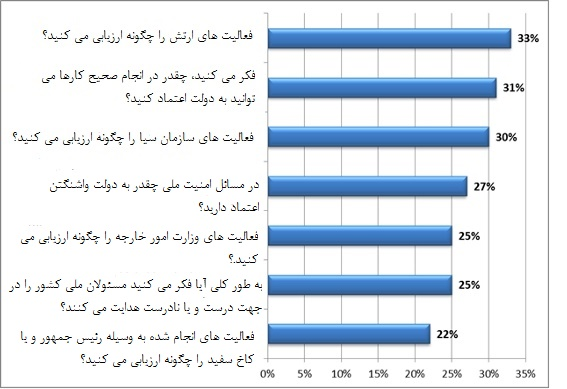 فعالیت های ارتش را چگونه ارزیابی می کنید؟
33%
فکر می کنید، چقدر در انجام صحیح کارها می
توانید به دولت اعتماد کنید؟
31%
فعالیت های سازمان سیا را چگونه ارزیابی می کنید؟
30%
در مسائل امنیت ملی چقدر به دولت واشنگتن
اعتماد دارید؟
27%
فعالیت های وزارت امور خارجه را چگونه ارزیابی می
کنید.؟
25%
به طور کلی آیا فکر می کنید مسئولان ملی کشور را در
جهت درست و یا نادرست هدایت می کنند؟
25%
فعالیت های انجام شده به وسیله رئیس جمهور و یا
کاخ سفید را چگونه ارزیابی می کنید؟
22%
0% 5% 10% 15% 20% 25% 30% 35%